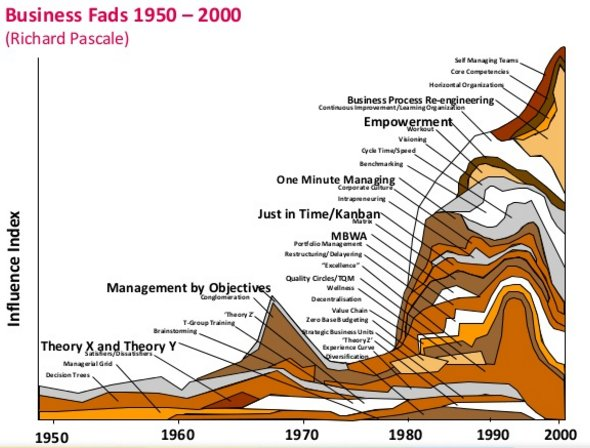 Business Fads 1950 – 2000
(Richard Pascale)
Self Managing Teams
Core Competencies
Horizontal Organizations
Business Process Re-engineering
Continuous Improvement/Learning Organization
Empowerment
Workout
Visioning
Cycle Time/Speed
Benchmarking
One Minute Managing
Corporate Culture
Intrapreneuring
Just in Time/Kanban
Matrix
MBWA
Portfolio Management
Restructuring/Delayering
"Excellence"
Quality Circles/TQM
Wellness
Decentralisation
Value Chain
Zero Base Budgeting
Strategic Business Units
'Theory Z'
Experience Curve
Diversification
Management by Objectives
Conglomeration
'Theory Z'
T-Group Training
Brainstorming
Theory X and Theory Y
Satisfiers/Dissatisfiers
Managerial Grid
Decision Trees
Influence Index
1950 1960 1970 1980 1990 2000